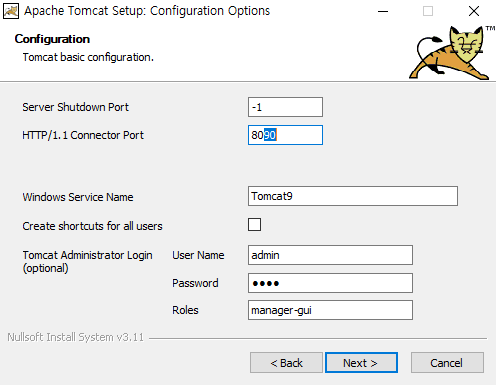 Apache Tomcat Setup: Configuration Options
Configuration
Tomcat basic configuration.
TM
Server Shutdown Port -1
HTTP/1.1 Connector Port 8090
Windows Service Name Tomcat9
Create shortcuts for all users
Tomcat Administrator Login User Name admin
(optional)
Password ●●●●
Roles manager-gui
Nullsoft Install System v3.11
< Back Next > Cancel